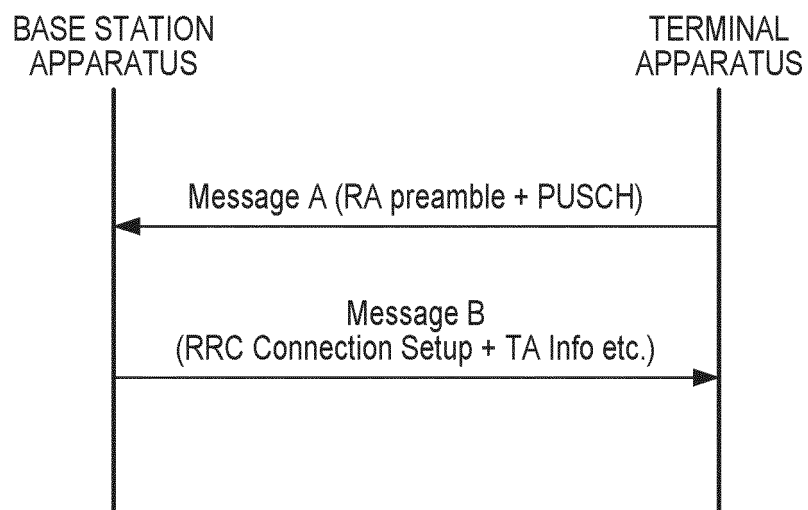 BASE STATION
APPARATUS
TERMINAL
APPARATUS
Message A (RA preamble + PUSCH)
Message B
(RRC Connection Setup + TA Info etc.)